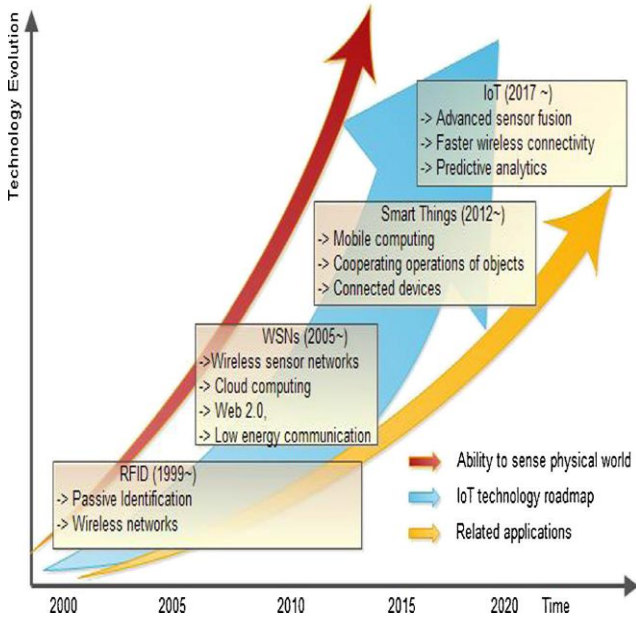 Technology Evolution
IoT (2017 ~)
-> Advanced sensor fusion
-> Faster wireless connectivity
-> Predictive analytics
Smart Things (2012~)
-> Mobile computing
-> Cooperating operations of objects
-> Connected devices
WSNs (2005~)
->Wireless sensor networks
-> Cloud computing
-> Web 2.0,
-> Low energy communication
RFID (1999~)
-> Passive Identification
-> Wireless networks
Ability to sense physical world
IoT technology roadmap
Related applications
2000 2005 2010 2015 2020 Time